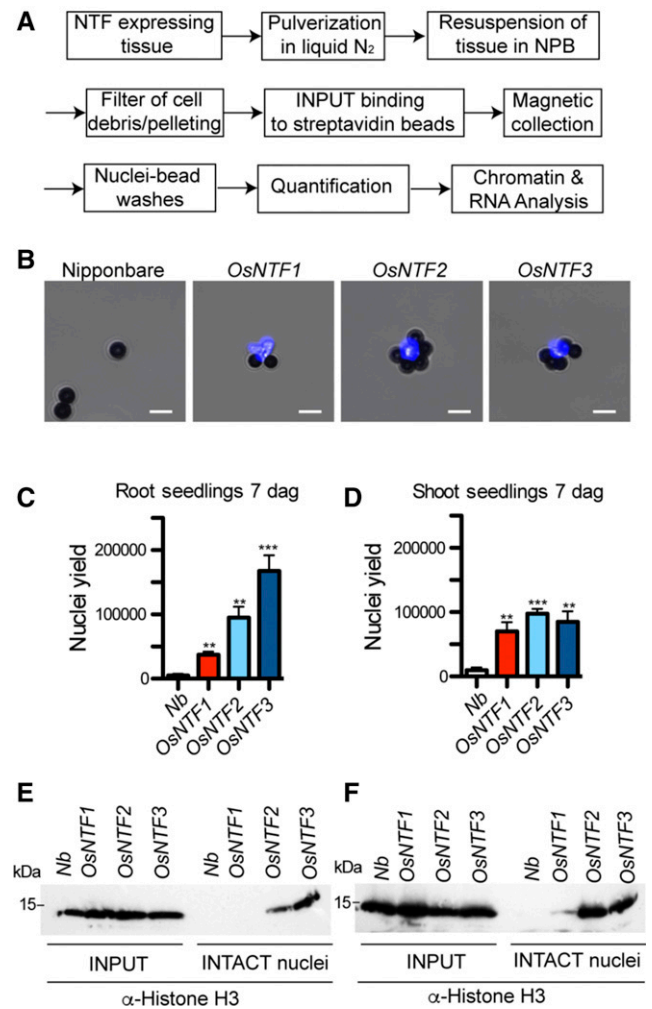 A
NTF expressing
tissue
Pulverization
in liquid N₂
Resuspension of
tissue in NPB
Filter of cell
debris/pelleting
INPUT binding
to streptavidin beads
Magnetic
collection
Nuclei-bead
washes
Quantification
Chromatin &
RNA Analysis
B
Nipponbare OsNTF1 OsNTF2 OsNTF3
C
Root seedlings 7 dag
Nuclei yield
200000
100000
0
**
**
***
Nb OsNTF1 OsNTF2 OsNTF3
D
Shoot seedlings 7 dag
Nuclei yield
200000
100000
0
**
***
**
Nb OsNTF1 OsNTF2 OsNTF3
E
Nb OsNTF1 OsNTF2 OsNTF3 Nb OsNTF1 OsNTF2 OsNTF3
kDa
15
INPUT INTACT nuclei
α-Histone H3
F
Nb OsNTF1 OsNTF2 OsNTF3 Nb OsNTF1 OsNTF2 OsNTF3
kDa
15
INPUT INTACT nuclei
α-Histone H3